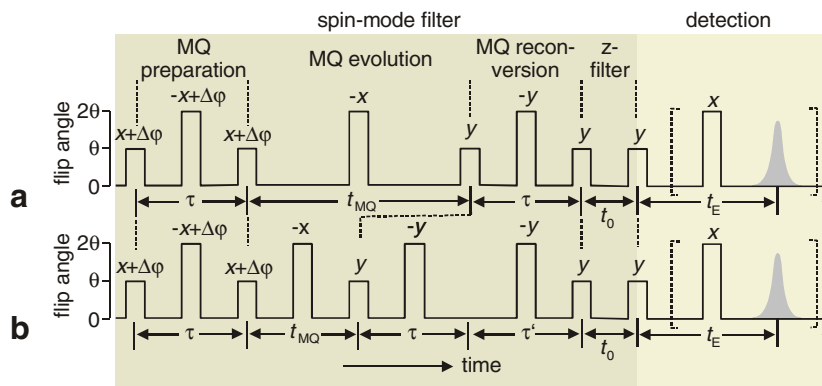 spin-mode filter detection
MQ preparation MQ evolution MQ recon-version z-filter
flip angle 2θ θ 0
x+Δφ -x+Δφ x+Δφ -x y -y y y x
a
τ t_MQ τ t_0 t_E
flip angle 2θ θ 0
x+Δφ -x+Δφ x+Δφ -x y -y -y y y x
b
τ t_MQ τ τ‘ t_0 t_E
time